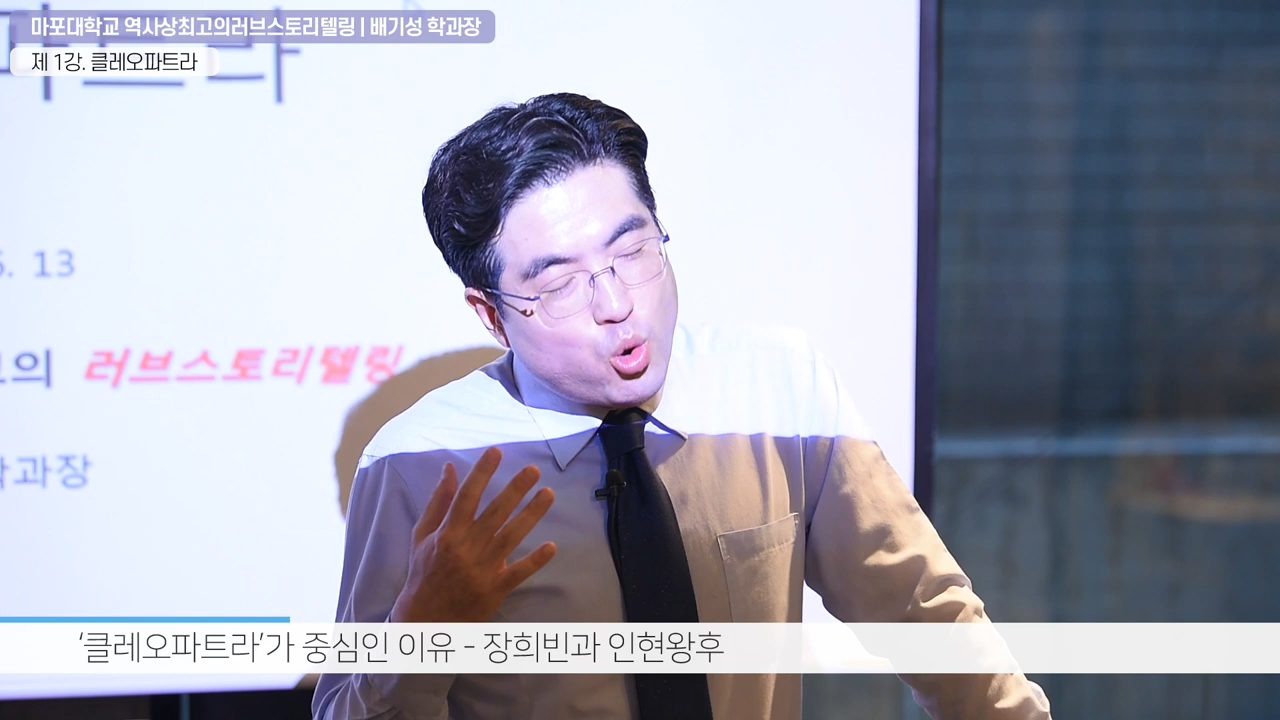 마포대학교 역사상최고의러브스토리텔링 | 배기성 학과장
제 1강. 클레오파트라
파트라
. 13
의 러브스토리텔링
학과장
‘클레오파트라’가 중심인 이유 - 장희빈과 인현왕후